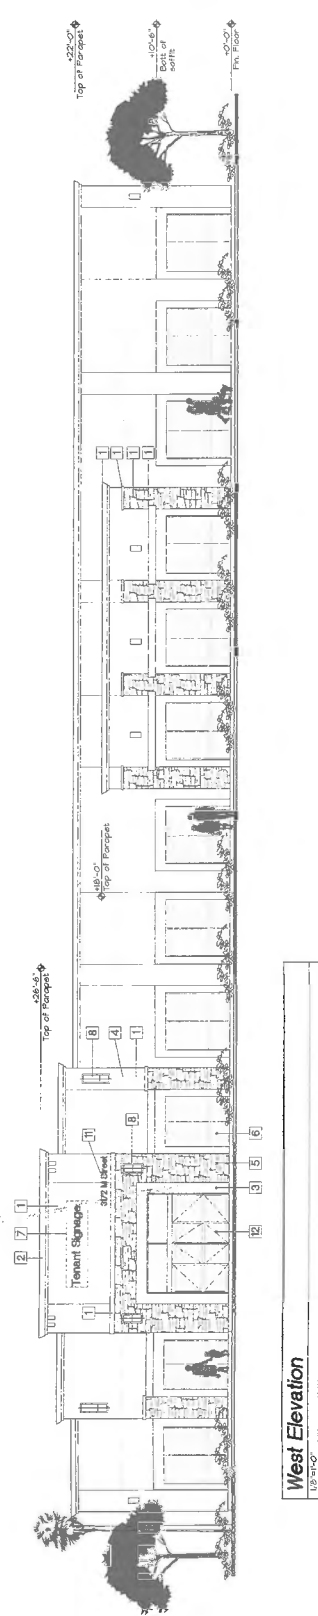 +26'-6"
Top of Parapet
+18'-0"
Top of Parapet
+22'-0"
Top of Parapet
+10'-6"
Bott of
soffit
+0'-0"
Fin. Floor
2
7
1
Tenant Signage
11
3172 M Street
8
4
1
1
8
12
3
5
6
1
1
1
1
West Elevation
1/8"=1'-0"